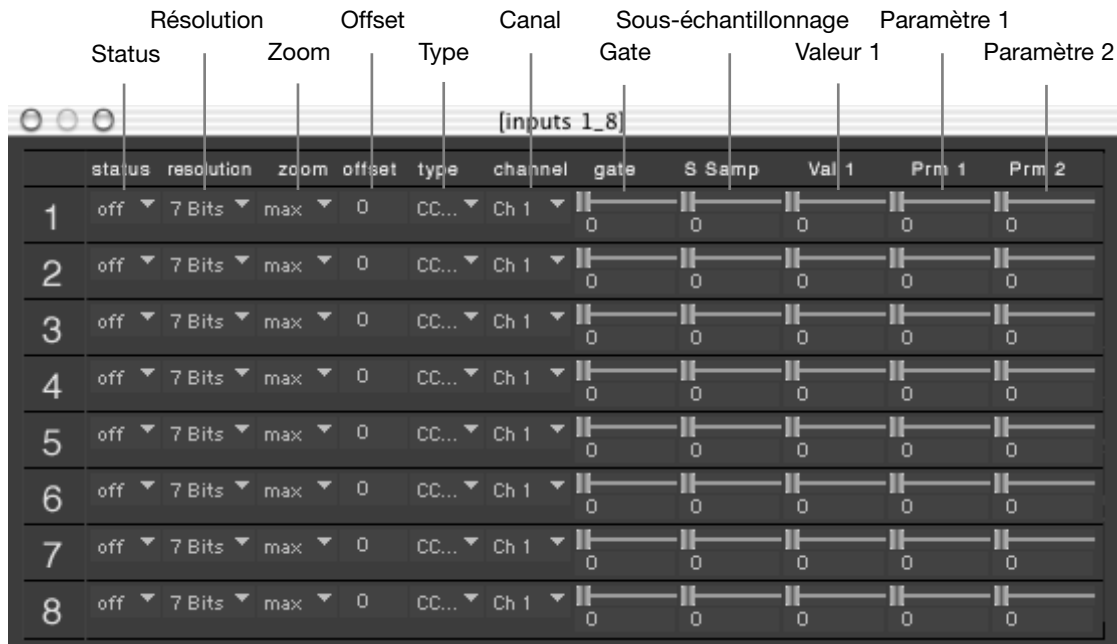 Résolution Offset Canal Sous-échantillonnage Paramètre 1
Status Zoom Type Gate Valeur 1 Paramètre 2
[inputs 1_8]
status resolution zoom offset type channel gate S Samp Val 1 Prm 1 Prm 2
1 off 7 Bits max 0 CC... Ch 1
0 0 0 0 0
2 off 7 Bits max 0 CC... Ch 1
0 0 0 0 0
3 off 7 Bits max 0 CC... Ch 1
0 0 0 0 0
4 off 7 Bits max 0 CC... Ch 1
0 0 0 0 0
5 off 7 Bits max 0 CC... Ch 1
0 0 0 0 0
6 off 7 Bits max 0 CC... Ch 1
0 0 0 0 0
7 off 7 Bits max 0 CC... Ch 1
0 0 0 0 0
8 off 7 Bits max 0 CC... Ch 1
0 0 0 0 0